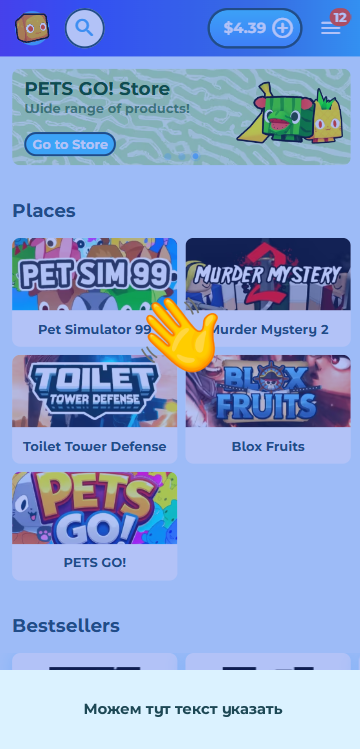 $4.39
12
PETS GO! Store
Wide range of products!
Go to Store
Places
PET SIM 99
MURDER MYSTERY
2
Pet Simulator 99
Murder Mystery 2
TOILET
TOWER DEFENSE
BLOX
FRUITS
Toilet Tower Defense
Blox Fruits
PETS
GO!
PETS GO!
Bestsellers
Можем тут текст указать